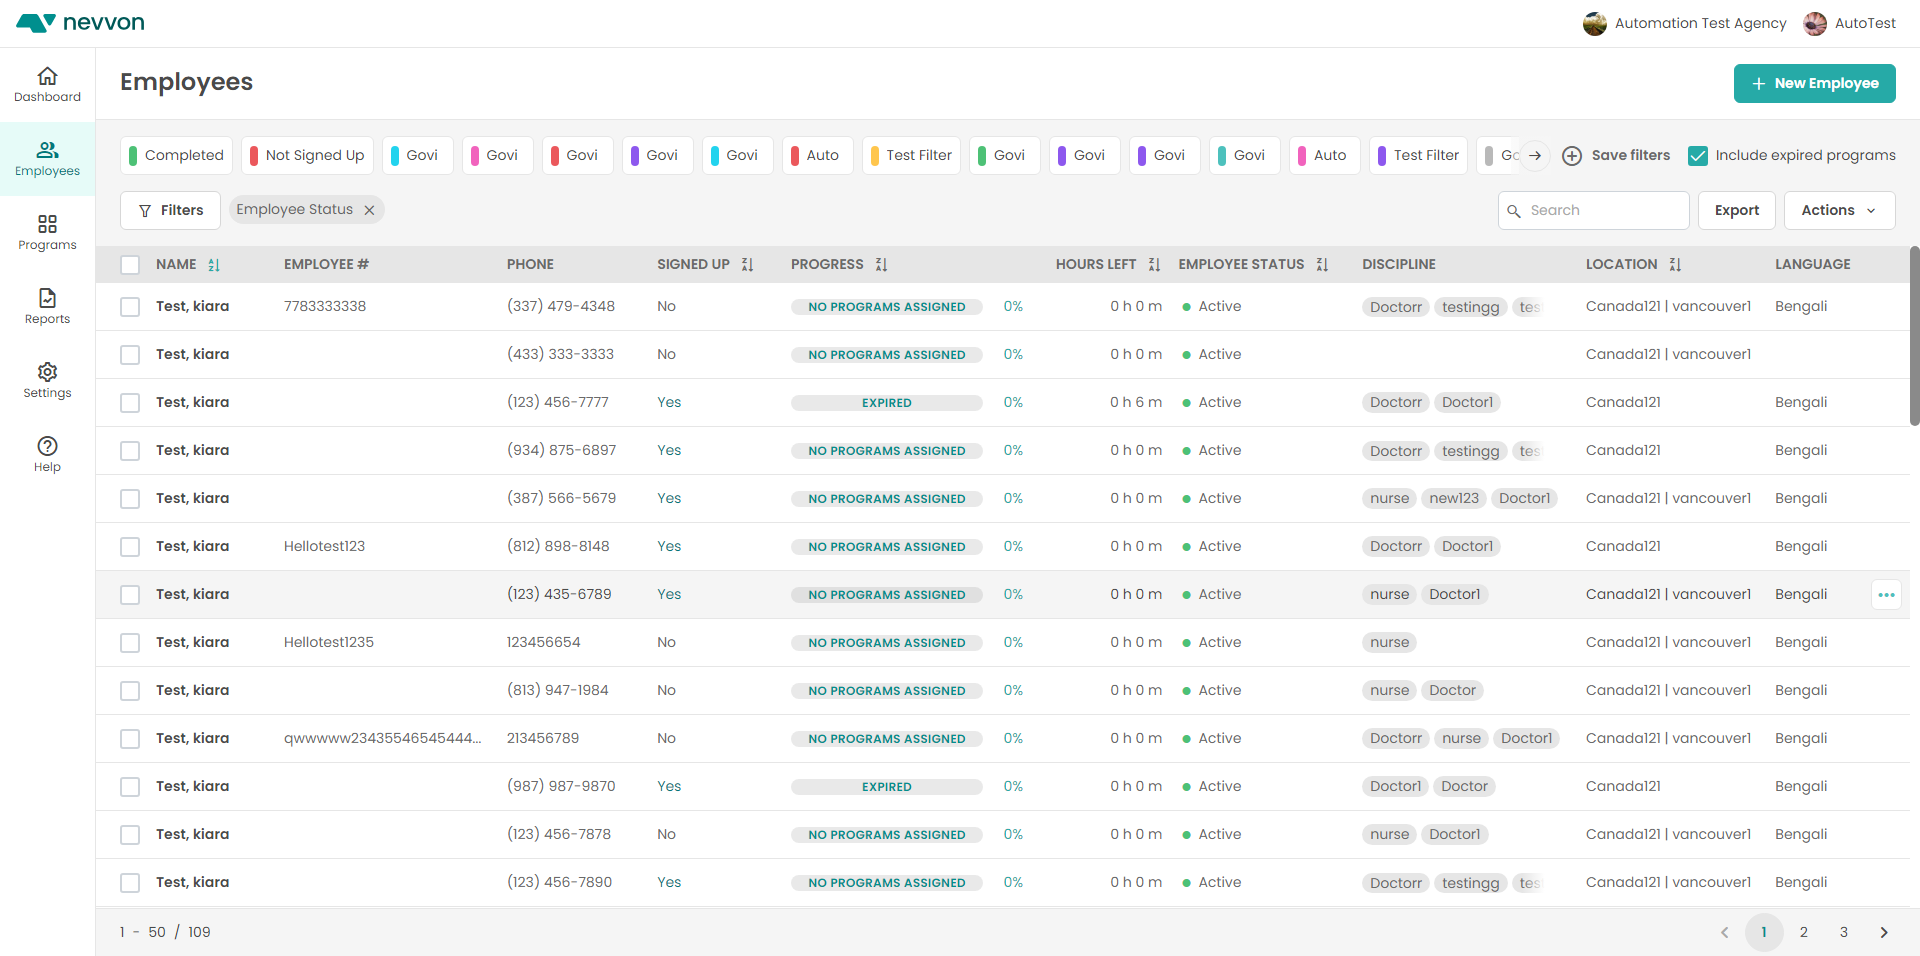 nevvon
Automation Test Agency AutoTest
Dashboard
Employees
Programs
Reports
Settings
Help
Employees
New Employee
Completed Not Signed Up Govi Govi Govi Govi Govi Auto Test Filter Govi Govi Govi Govi Auto Test Filter Save filters Include expired programs
Filters Employee Status Search Export Actions
NAME EMPLOYEE # PHONE SIGNED UP PROGRESS HOURS LEFT EMPLOYEE STATUS DISCIPLINE LOCATION LANGUAGE
Test, kiara 7783333338 (337) 479-4348 No NO PROGRAMS ASSIGNED 0% 0 h 0 m Active Doctorr testingg tes Canada121 | vancouver1 Bengali
Test, kiara (433) 333-3333 No NO PROGRAMS ASSIGNED 0% 0 h 0 m Active Canada121 | vancouver1
Test, kiara (123) 456-7777 Yes EXPIRED 0% 0 h 6 m Active Doctorr Doctor1 Canada121 Bengali
Test, kiara (934) 875-6897 Yes NO PROGRAMS ASSIGNED 0% 0 h 0 m Active Doctorr testingg tes Canada121 Bengali
Test, kiara (387) 566-5679 Yes NO PROGRAMS ASSIGNED 0% 0 h 0 m Active nurse new123 Doctor1 Canada121 | vancouver1 Bengali
Test, kiara Hellotest123 (812) 898-8148 Yes NO PROGRAMS ASSIGNED 0% 0 h 0 m Active Doctorr Doctor1 Canada121 Bengali
Test, kiara (123) 435-6789 Yes NO PROGRAMS ASSIGNED 0% 0 h 0 m Active nurse Doctor1 Canada121 | vancouver1 Bengali
Test, kiara Hellotest1235 123456654 No NO PROGRAMS ASSIGNED 0% 0 h 0 m Active nurse Canada121 | vancouver1 Bengali
Test, kiara (813) 947-1984 No NO PROGRAMS ASSIGNED 0% 0 h 0 m Active nurse Doctor Canada121 | vancouver1 Bengali
Test, kiara qwwwww23435546545444... 213456789 No NO PROGRAMS ASSIGNED 0% 0 h 0 m Active Doctorr nurse Doctor1 Canada121 | vancouver1 Bengali
Test, kiara (987) 987-9870 Yes EXPIRED 0% 0 h 0 m Active Doctor1 Doctor Canada121 Bengali
Test, kiara (123) 456-7878 No NO PROGRAMS ASSIGNED 0% 0 h 0 m Active nurse Doctor1 Canada121 | vancouver1 Bengali
Test, kiara (123) 456-7890 Yes NO PROGRAMS ASSIGNED 0% 0 h 0 m Active Doctorr testingg tes Canada121 | vancouver1 Bengali
1 - 50 / 109 1 2 3